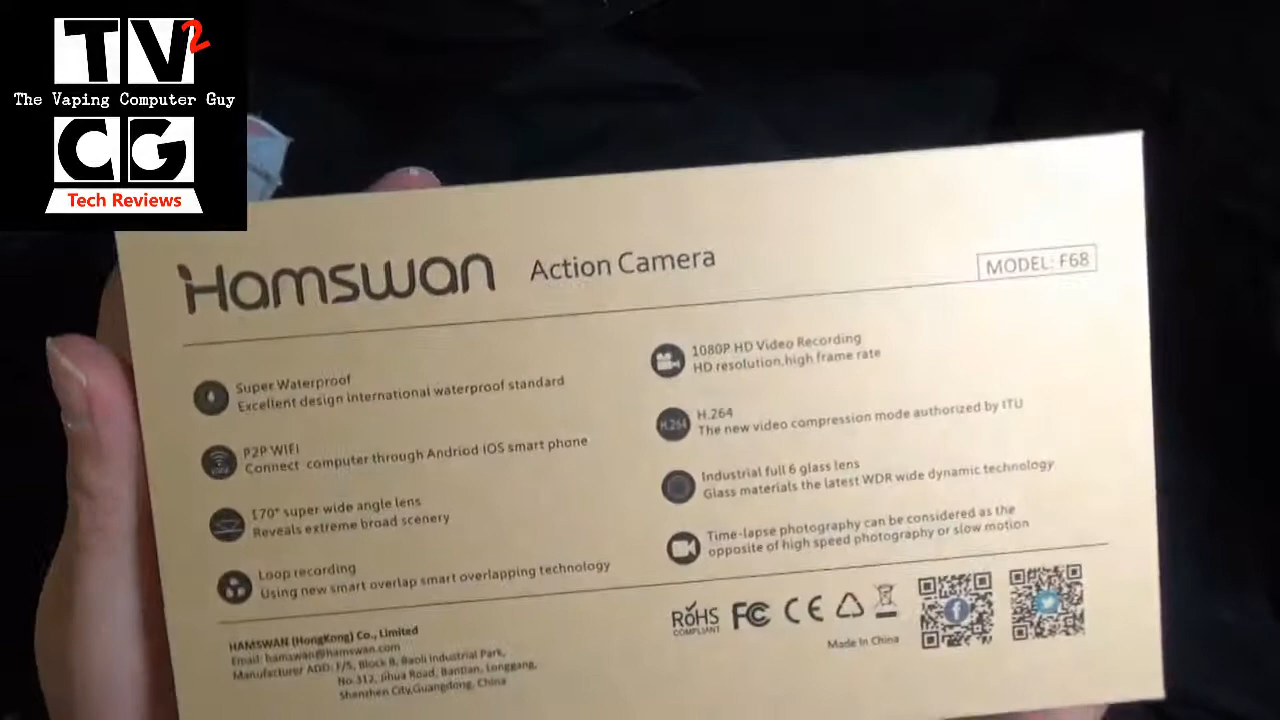 TV2
The Vaping Computer Guy
CG
Tech Reviews
Hamswan Action Camera
MODEL: F68
Super Waterproof
Excellent design international waterproof standard
P2P WIFI
Connect computer through Andriod IOS smart phone
170° super wide angle lens
Reveals extreme broad scenery
Loop recording
Using new smart overlap smart overlapping technology
1080P HD Video Recording
HD resolution,high frame rate
H.264
H.264
The new video compression mode authorized by ITU
Industrial full 6 glass lens
Glass materials the latest WDR wide dynamic technology
Time-lapse photography can be considered as the
opposite of high speed photography or slow motion
HAMSWAN (HongKong) Co., Limited
Email: hamswan@hamswan.com
Manufacturer ADD: F/5, Block B, Baoli Industrial Park,
No.312, Jihua Road, Bantian, Longgang,
Shenzhen City,Guangdong, China
RoHS
COMPLIANT
FC CE
Made In China